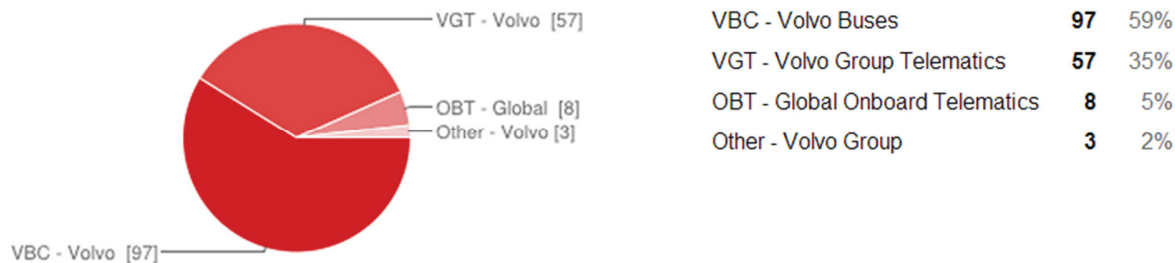 VGT - Volvo [57]
OBT - Global [8]
Other - Volvo [3]
VBC - Volvo [97]
VBC - Volvo Buses 97 59%
VGT - Volvo Group Telematics 57 35%
OBT - Global Onboard Telematics 8 5%
Other - Volvo Group 3 2%